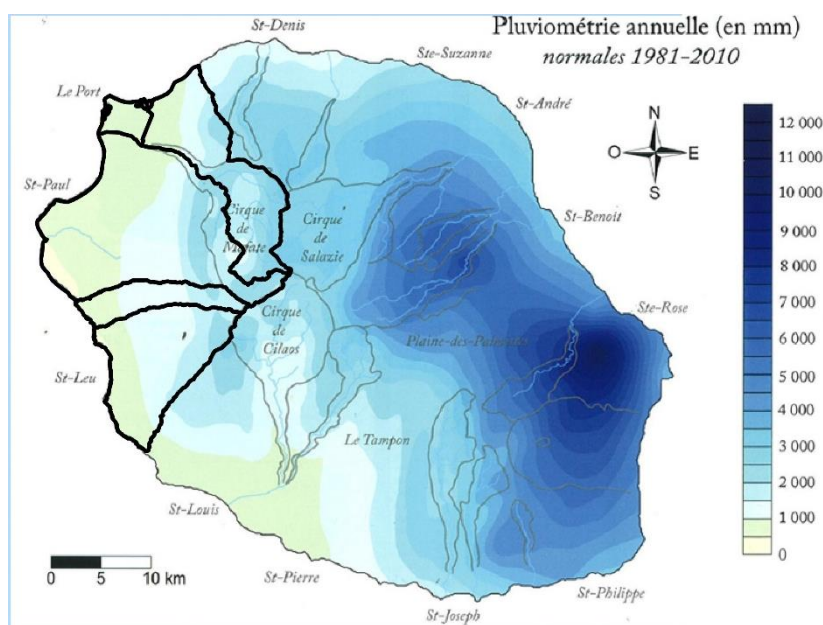 Pluviométrie annuelle (en mm)
normales 1981-2010
St-Denis
Ste-Suzanne
Le Port
St-André
N
O
E
S
St-Paul
Cirque
de
Mafate
Cirque
de
Salazie
St-Benoit
Ste-Rose
Cirque
de
Cilaos
Plaine-des-Palmistes
St-Leu
Le Tampon
St-Louis
St-Pierre
St-Joseph
St-Philippe
0
5
10 km
12 000
11 000
10 000
9 000
8 000
7 000
6 000
5 000
4 000
3 000
2 000
1 000
0